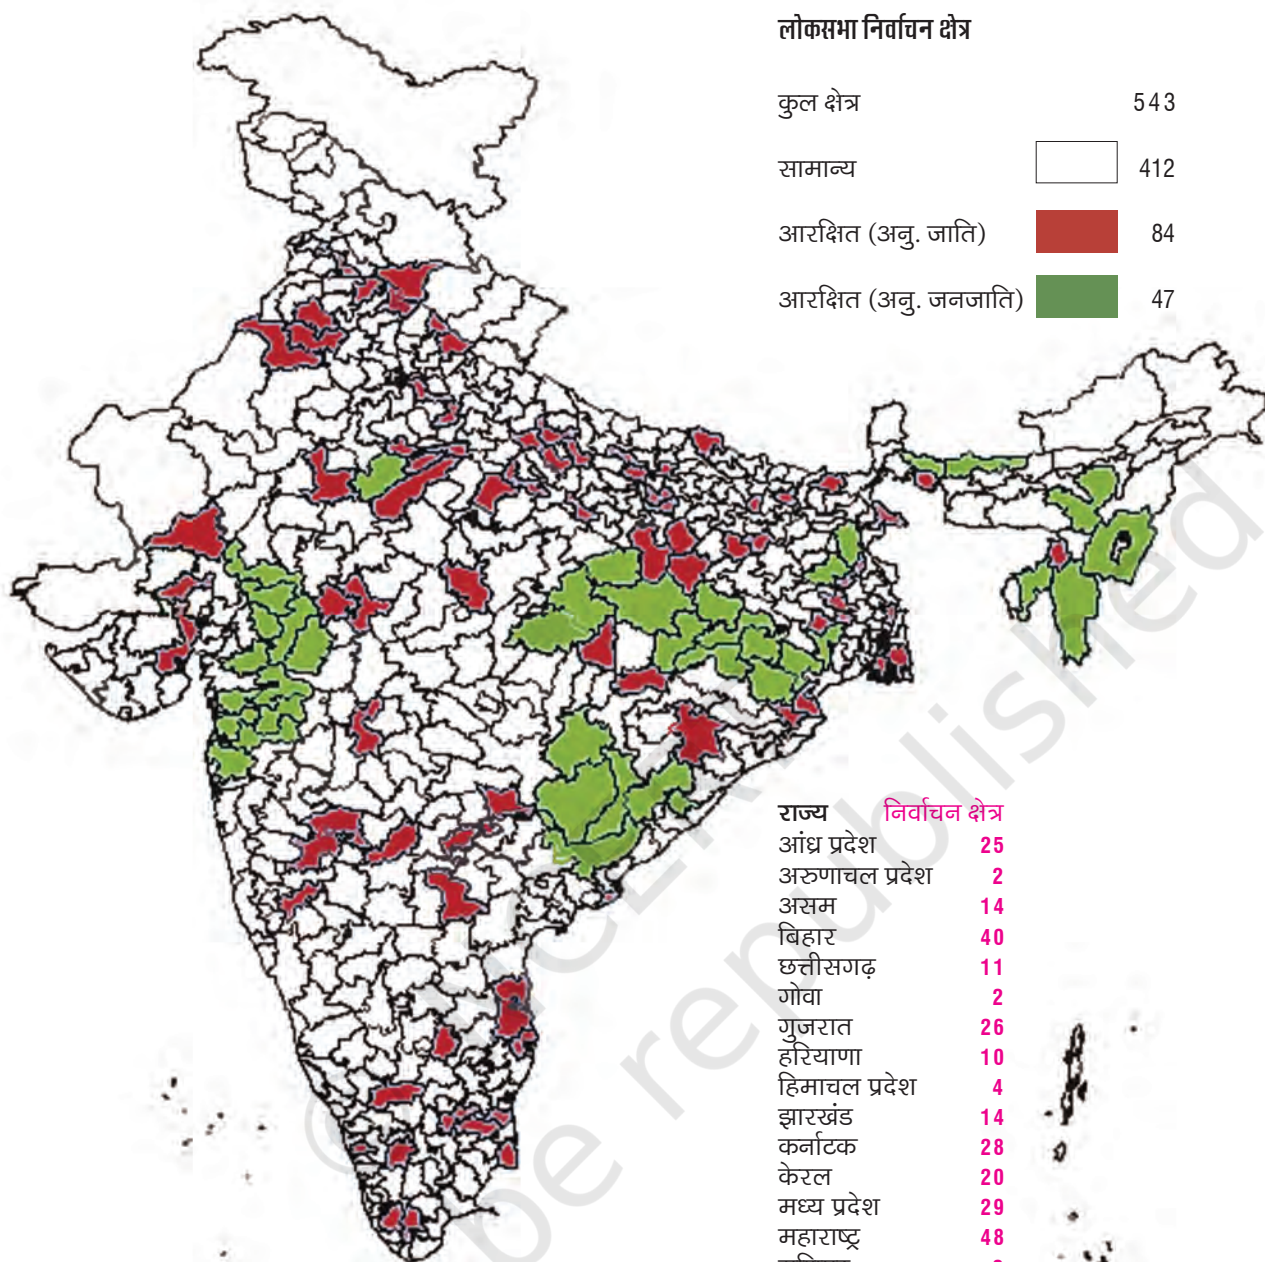 लोकसभा निर्वाचन क्षेत्र
कुल क्षेत्र 543
सामान्य 412
आरक्षित (अनु. जाति) 84
आरक्षित (अनु. जनजाति) 47
राज्य निर्वाचन क्षेत्र
आंध्र प्रदेश 25
अरुणाचल प्रदेश 2
असम 14
बिहार 40
छत्तीसगढ़ 11
गोवा 2
गुजरात 26
हरियाणा 10
हिमाचल प्रदेश 4
झारखंड 14
कर्नाटक 28
केरल 20
मध्य प्रदेश 29
महाराष्ट्र 48
be republished